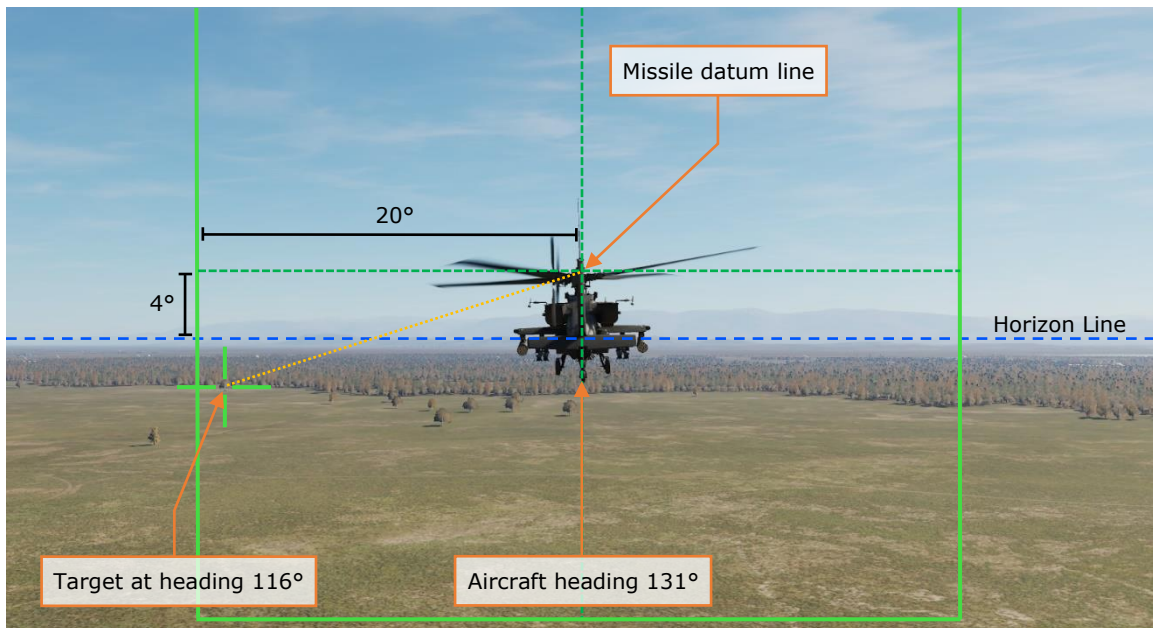 Missile datum line
20°
4°
Horizon Line
Target at heading 116°
Aircraft heading 131°